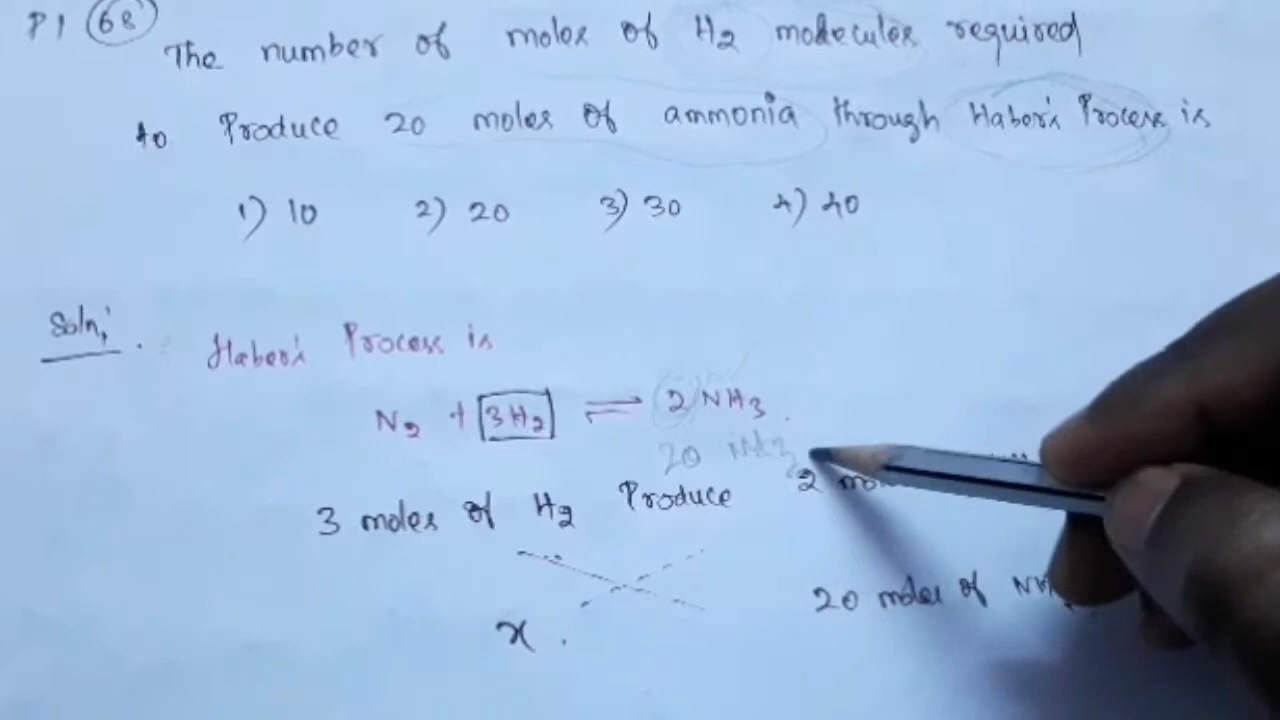 P1 68
The number of moles of H2 molecules required
to Produce 20 moles of ammonia through Haber's Process is
1) 10 2) 20 3) 30 4) 40
Soln;
Haber's Process is
N2 + 3H2 ⇌ 2NH3.
20
3 moles of H2 Produce 2
x. 20 moles of